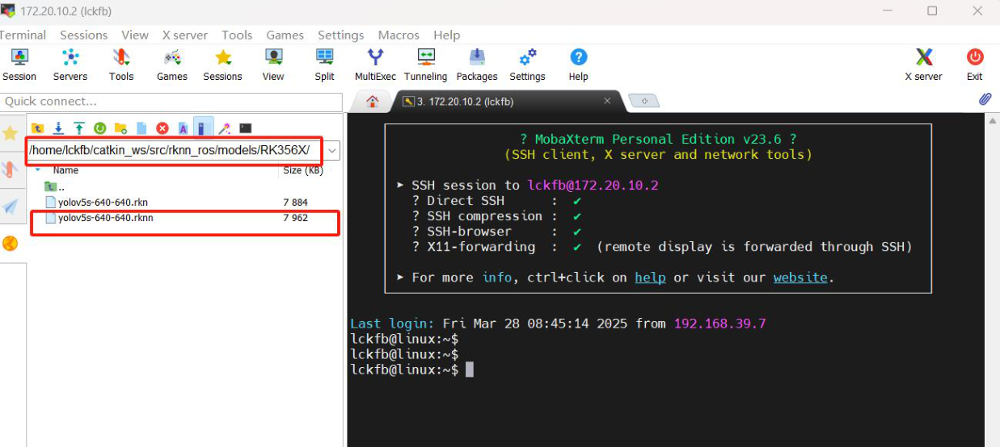 172.20.10.2 (lckfb)
Terminal Sessions View X server Tools Games Settings Macros Help
Session Servers Tools Games Sessions View Split MultiExec Tunneling Packages Settings Help X server Exit
Quick connect...
3. 172.20.10.2 (lckfb)
/home/lckfb/catkin_ws/src/rknn_ros/models/RK356X/
Name Size (KB)
..
yolov5s-640-640.rkn 7 884
yolov5s-640-640.rknn 7 962
? MobaXterm Personal Edition v23.6 ?
(SSH client, X server and network tools)
► SSH session to lckfb@172.20.10.2
? Direct SSH : ✔
? SSH compression : ✔
? SSH-browser : ✔
? X11-forwarding : ✔ (remote display is forwarded through SSH)
► For more info, ctrl+click on help or visit our website.
Last login: Fri Mar 28 08:45:14 2025 from 192.168.39.7
lckfb@linux:~$
lckfb@linux:~$
lckfb@linux:~$